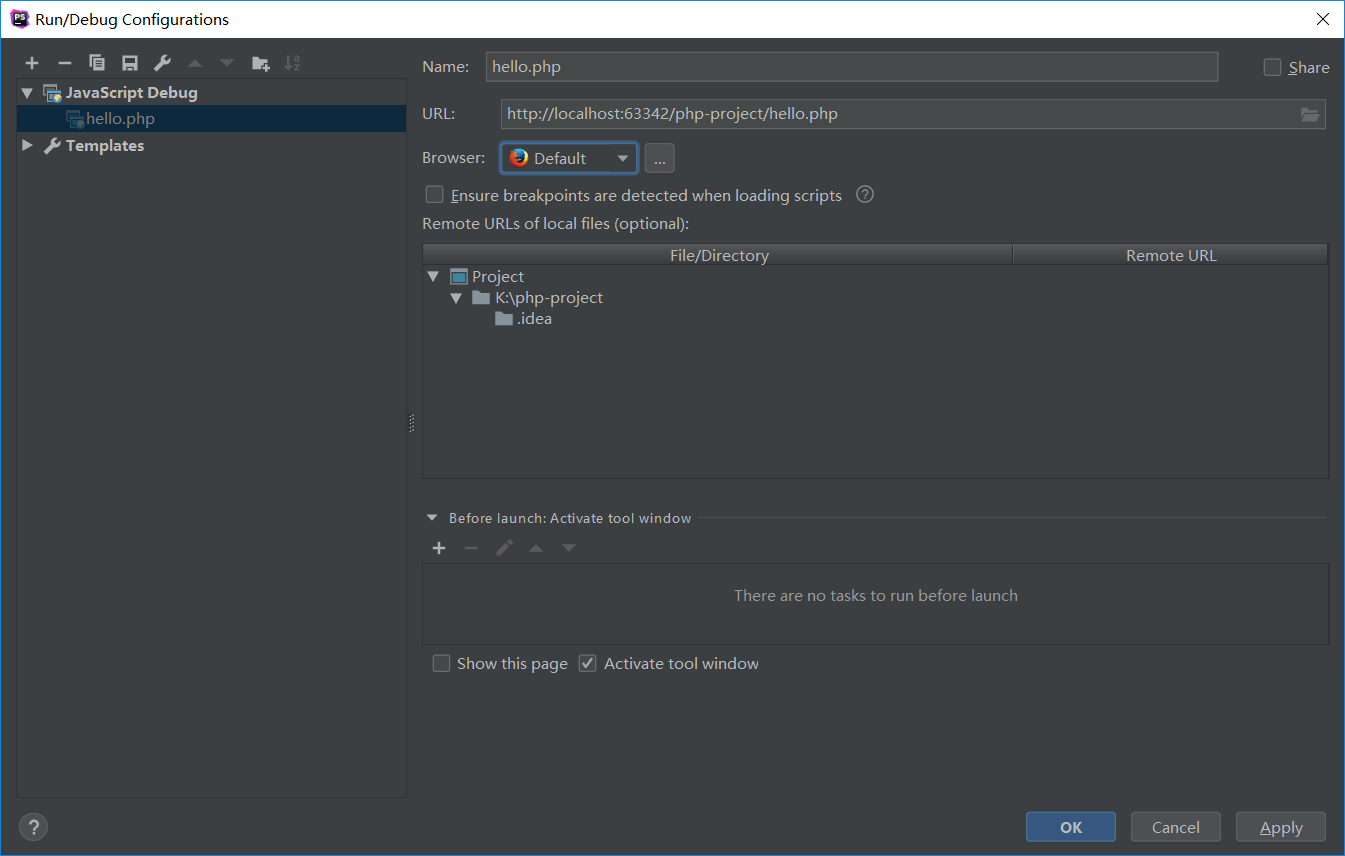 PS Run/Debug Configurations
Name: hello.php Share
JavaScript Debug
hello.php
Templates
URL: http://localhost:63342/php-project/hello.php
Browser: Default ...
Ensure breakpoints are detected when loading scripts ?
Remote URLs of local files (optional):
File/Directory Remote URL
Project
K:\php-project
.idea
Before launch: Activate tool window
There are no tasks to run before launch
Show this page Activate tool window
? OK Cancel Apply